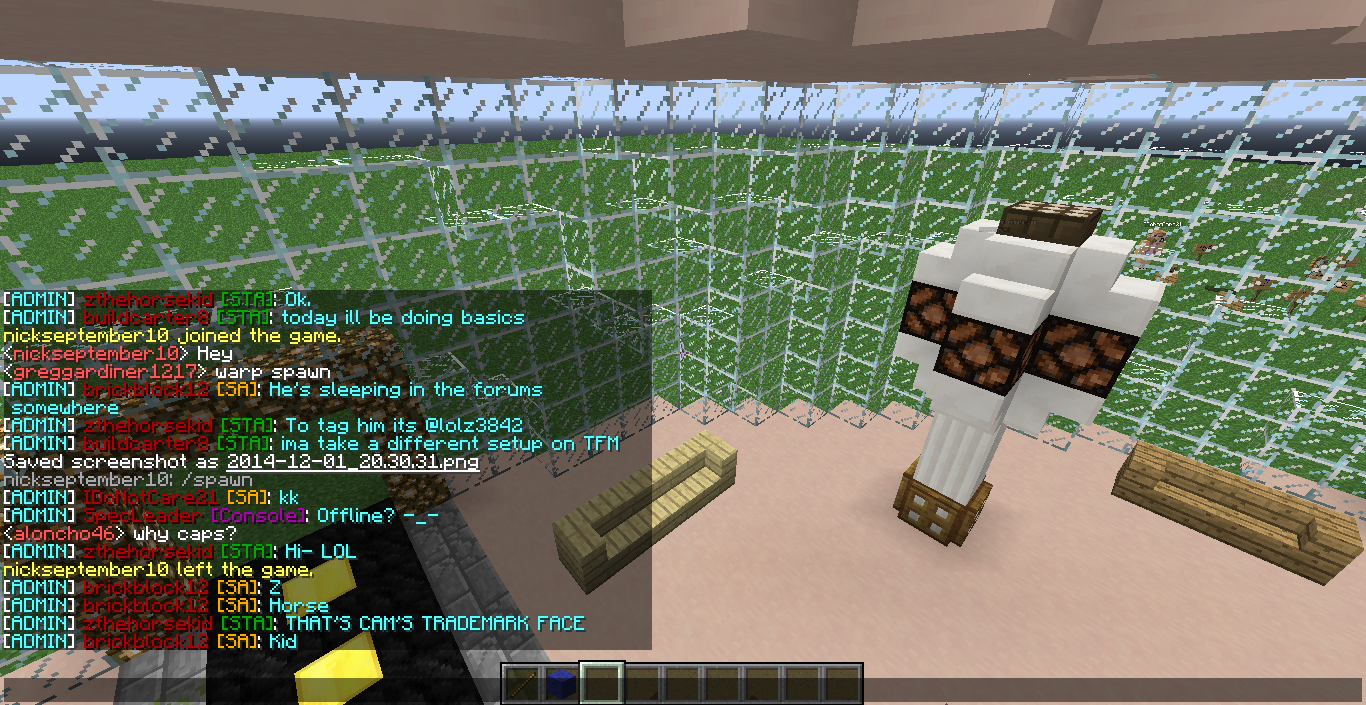 [ADMIN] zthehorsekid [STA]: Ok.
[ADMIN] buildcarter8 [STA]: today ill be doing basics
nickseptember10 joined the game.
<nickseptember10> Hey
<greggardiner1217> warp spawn
[ADMIN] brickblock12 [SA]: He's sleeping in the forums
somewhere
[ADMIN] zthehorsekid [STA]: To tag him its @lolz3842
[ADMIN] buildcarter8 [STA]: ima take a different setup on TFM
Saved screenshot as 2014-12-01_20.30.31.png
nickseptember10: /spawn
[ADMIN] IDoNotCare21 [SA]: kk
[ADMIN] SpecLeader [Console]: Offline? -_-
<aloncho46> why caps?
[ADMIN] zthehorsekid [STA]: Hi- LOL
nickseptember10 left the game.
[ADMIN] brickblock12 [SA]: Z
[ADMIN] brickblock12 [SA]: Horse
[ADMIN] zthehorsekid [STA]: THAT'S CAM'S TRADEMARK FACE
[ADMIN] brickblock12 [SA]: Kid